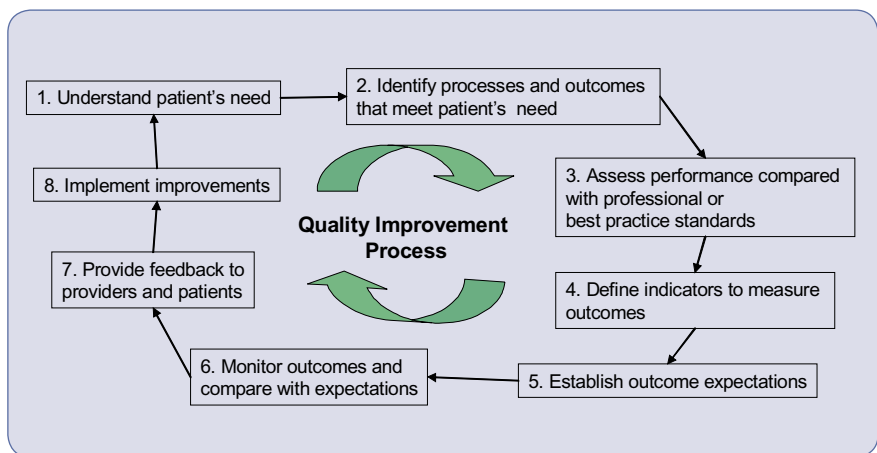 1. Understand patient's need
2. Identify processes and outcomes
that meet patient's need
3. Assess performance compared
with professional or
best practice standards
4. Define indicators to measure
outcomes
5. Establish outcome expectations
6. Monitor outcomes and
compare with expectations
7. Provide feedback to
providers and patients
8. Implement improvements
Quality Improvement
Process